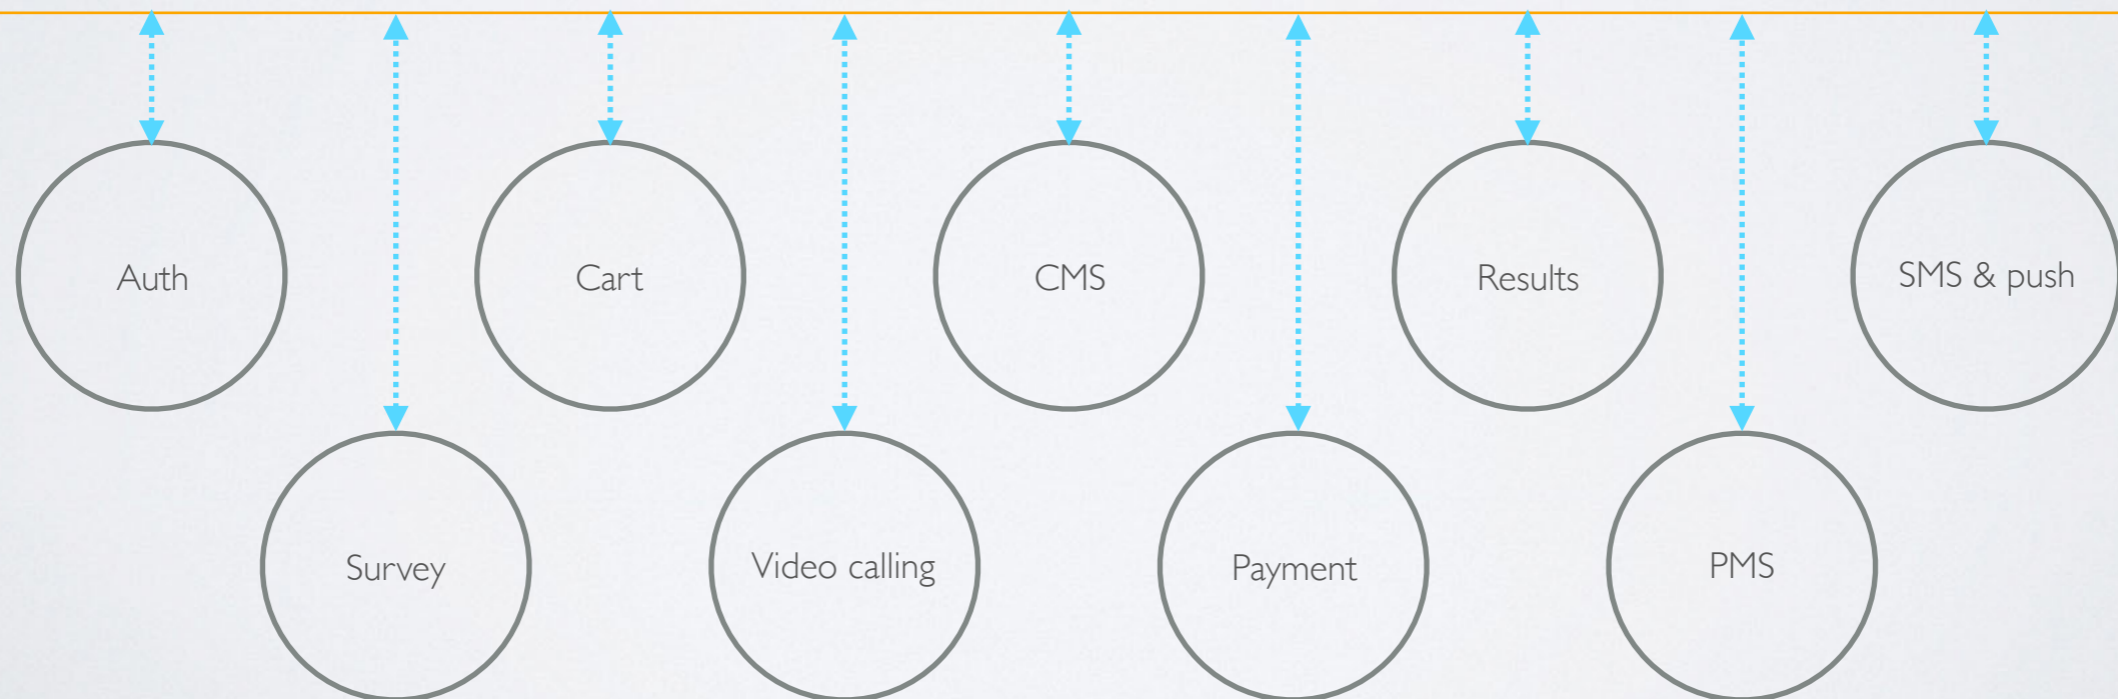 Auth
Cart
CMS
Results
SMS & push
Survey
Video calling
Payment
PMS